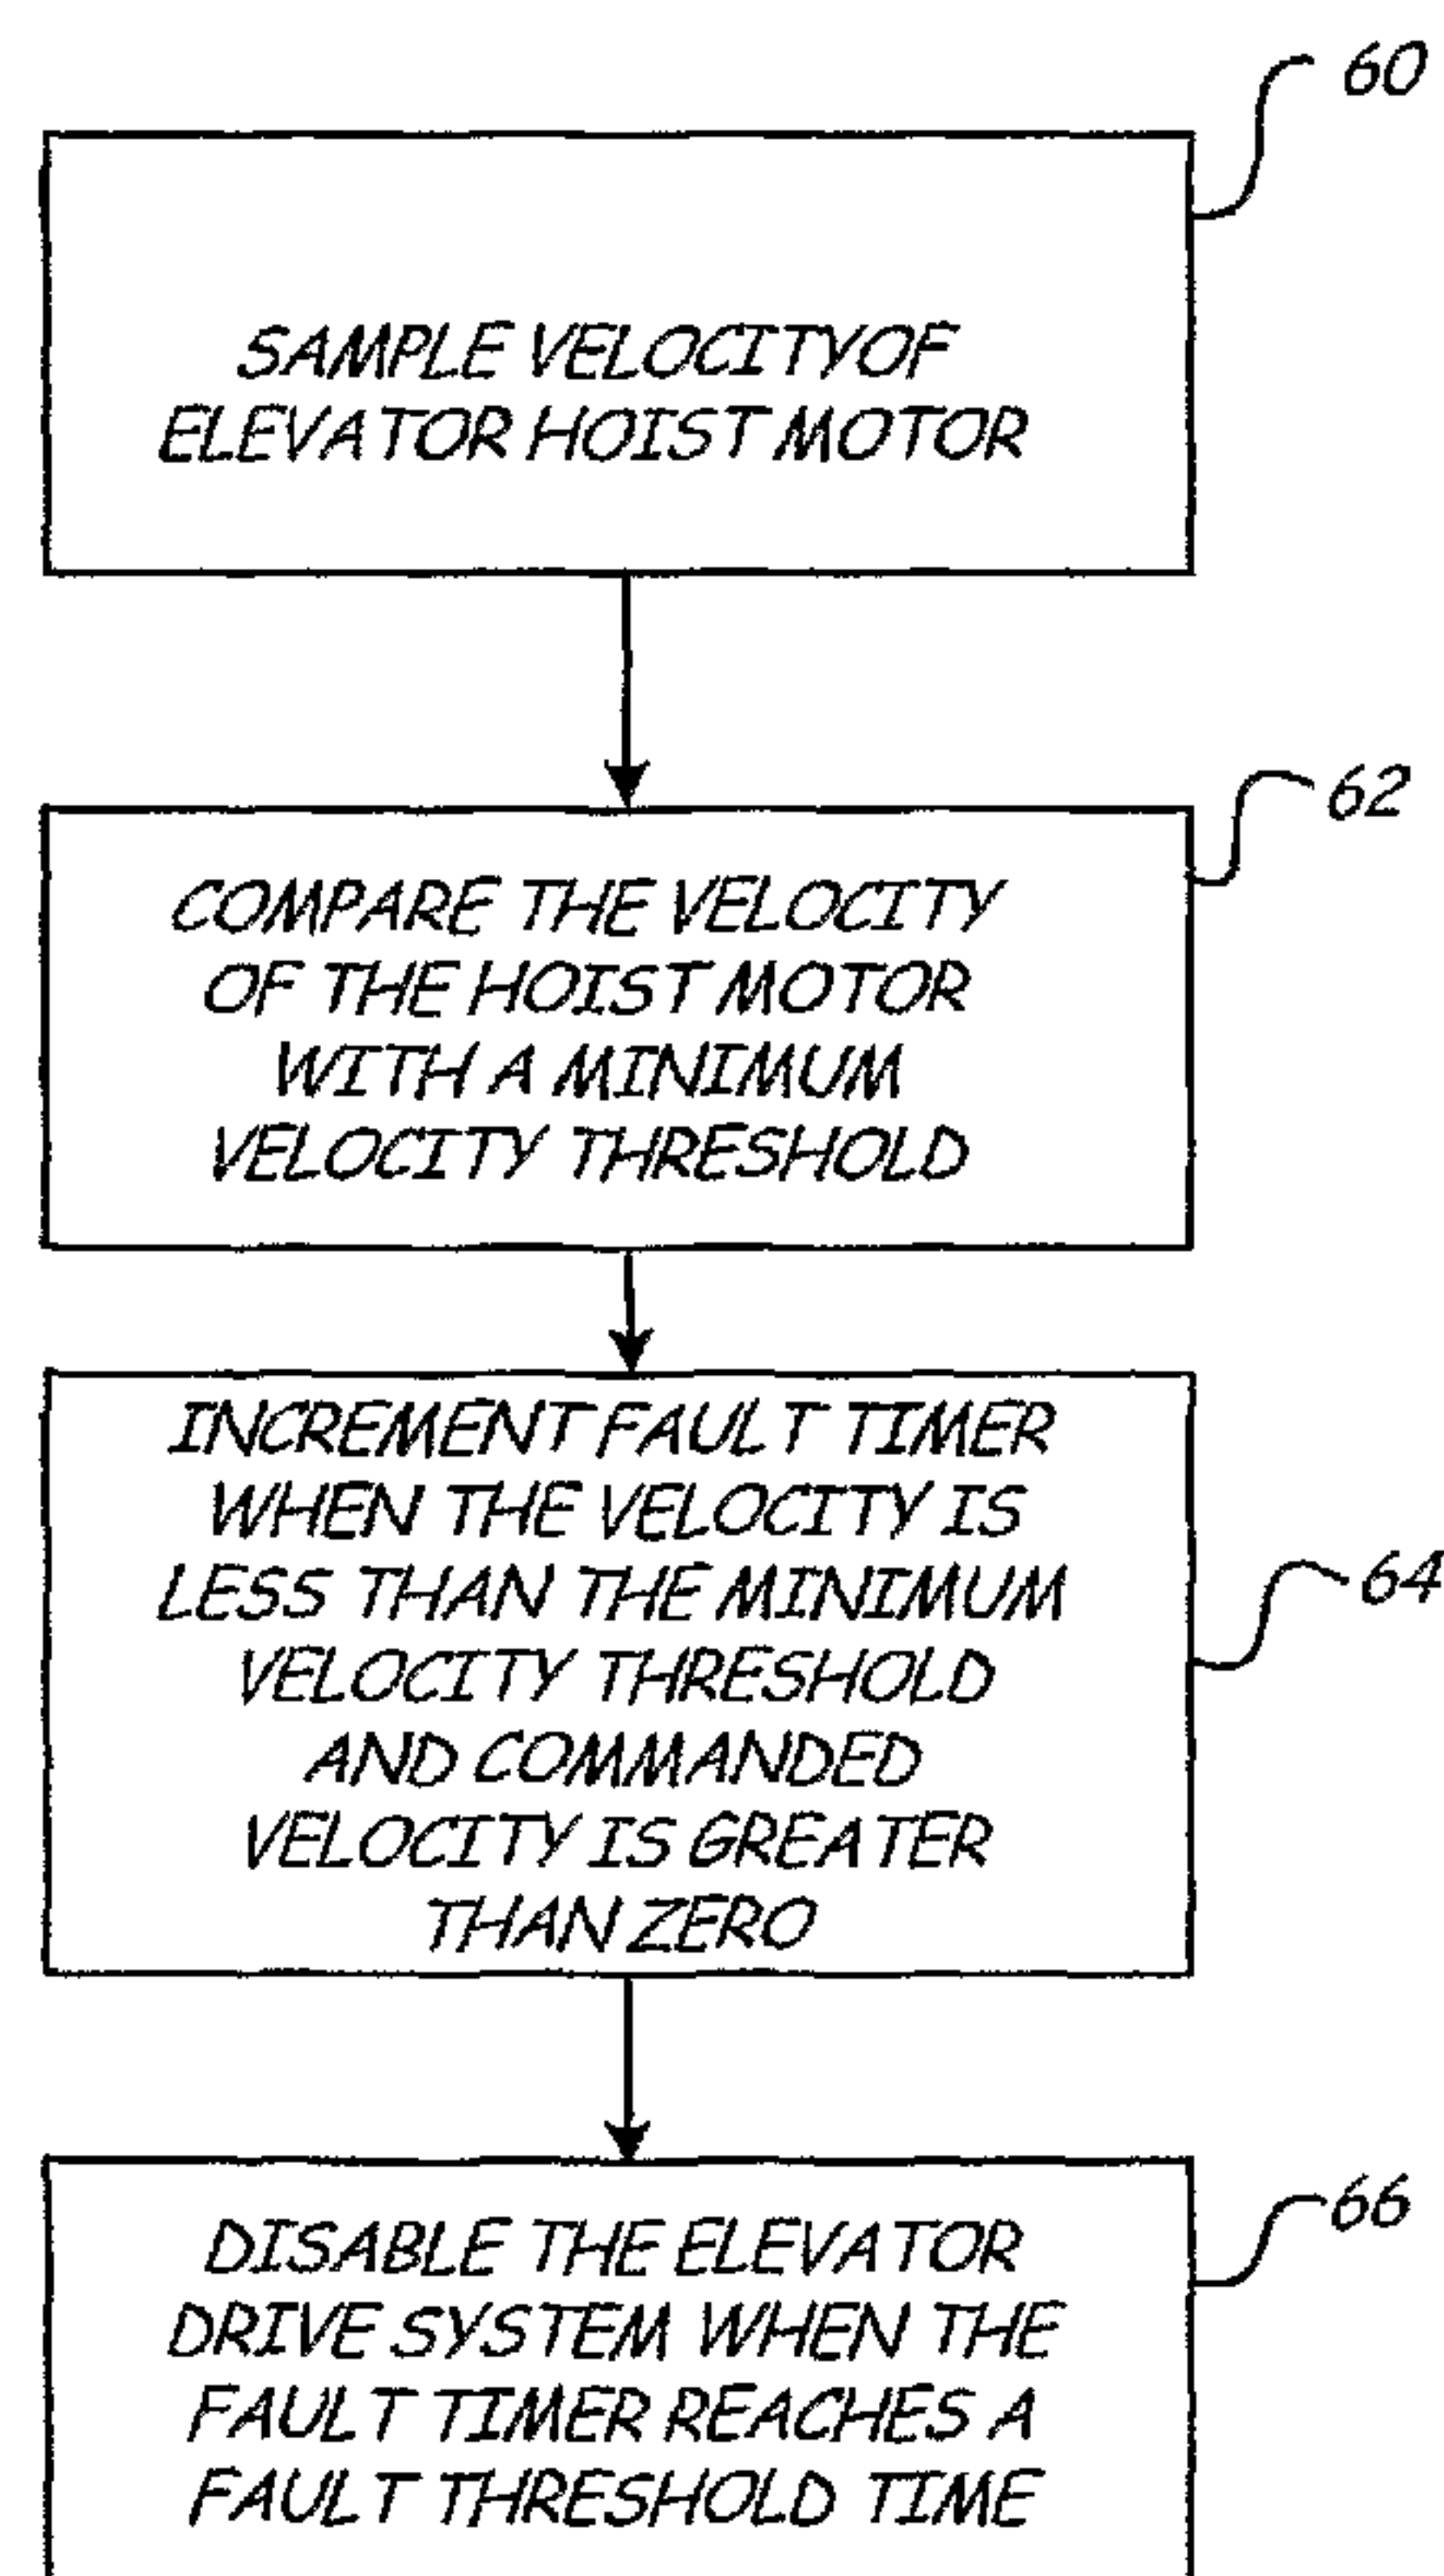 60
SAMPLE VELOCITYOF
ELEVATOR HOIST MOTOR
62
COMPARE THE VELOCITY
OF THE HOIST MOTOR
WITH A MINIMUM
VELOCITY THRESHOLD
INCREMENT FAULT TIMER
WHEN THE VELOCITY IS
LESS THAN THE MINIMUM
VELOCITY THRESHOLD
AND COMMANDED
VELOCITY IS GREATER
THAN ZERO
64
66
DISABLE THE ELEVATOR
DRIVE SYSTEM WHEN THE
FAULT TIMER REACHES A
FAULT THRESHOLD TIME